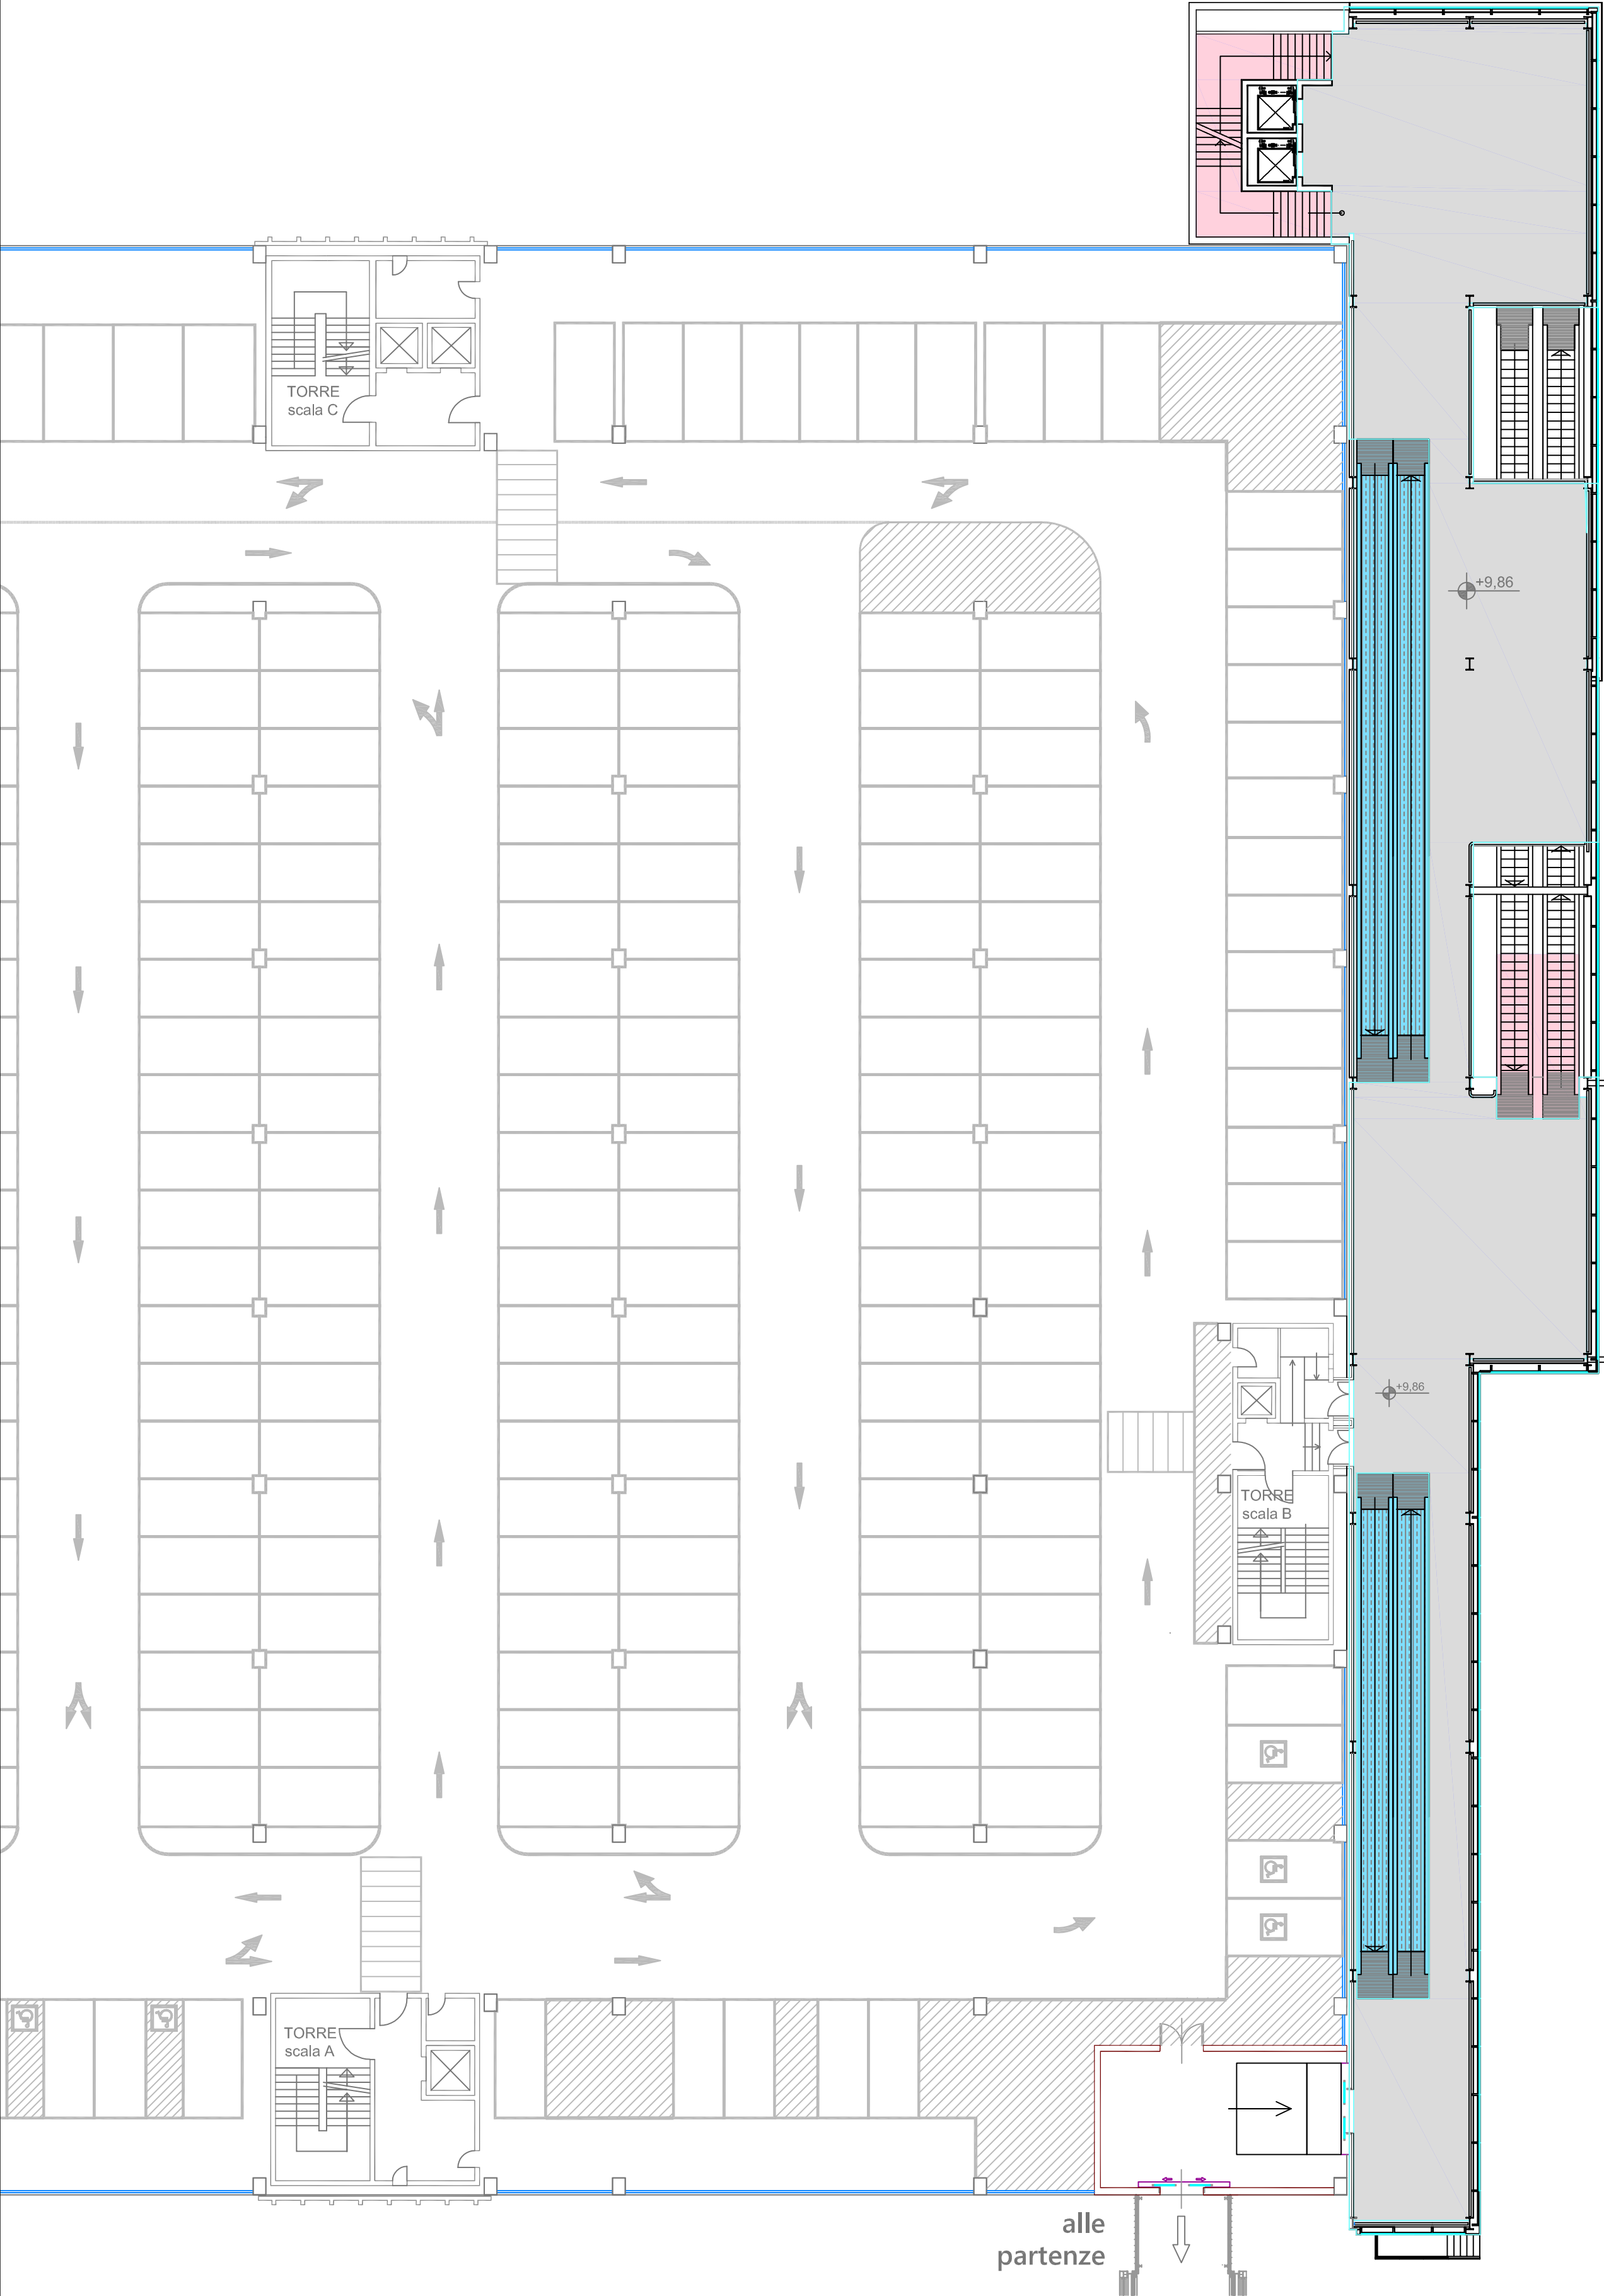 TORRE
scala C
+9,86
+9,86
TORRE
scala B
TORRE
scala A
alle
partenze